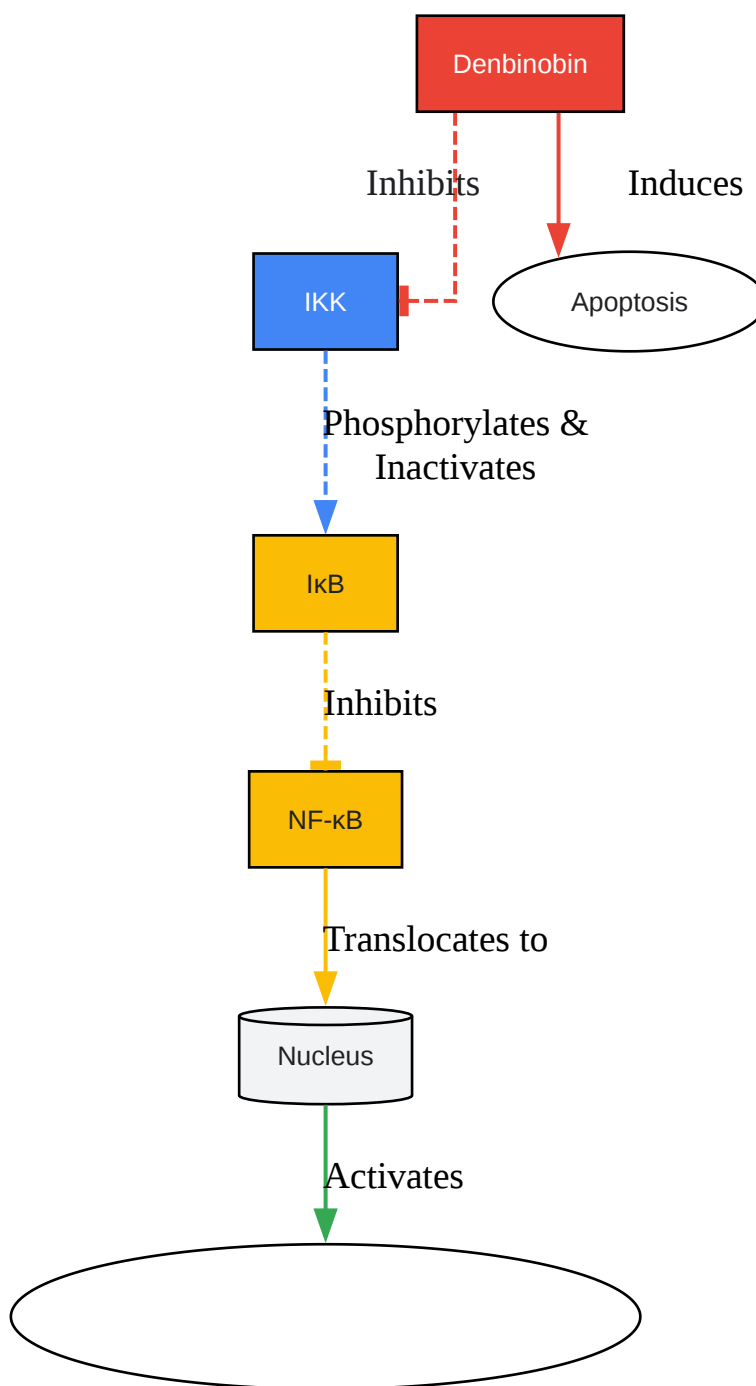 Denbinobin
Inhibits
Induces
IKK
Apoptosis
Phosphorylates &
Inactivates
IκB
Inhibits
NF-κB
Translocates to
Nucleus
Activates